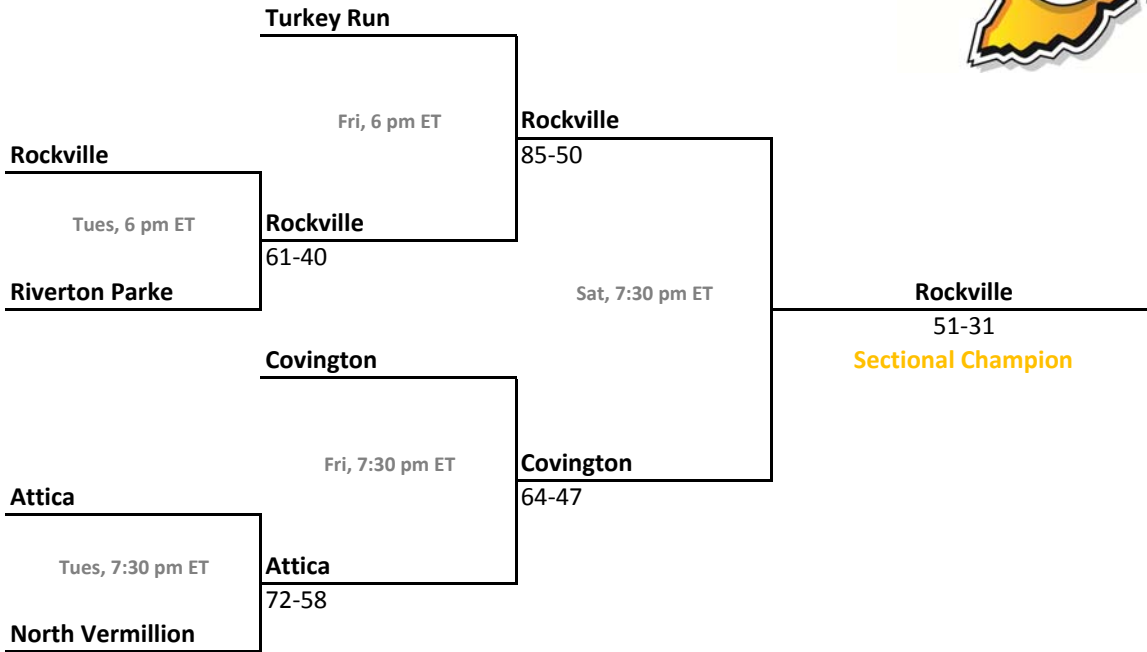 Turkey Run
Fri, 6 pm ET
Rockville
85-50
Rockville
Tues, 6 pm ET
Rockville
61-40
Riverton Parke
Sat, 7:30 pm ET
Rockville
51-31
Sectional Champion
Covington
Fri, 7:30 pm ET
Covington
64-47
Attica
Tues, 7:30 pm ET
Attica
72-58
North Vermillion